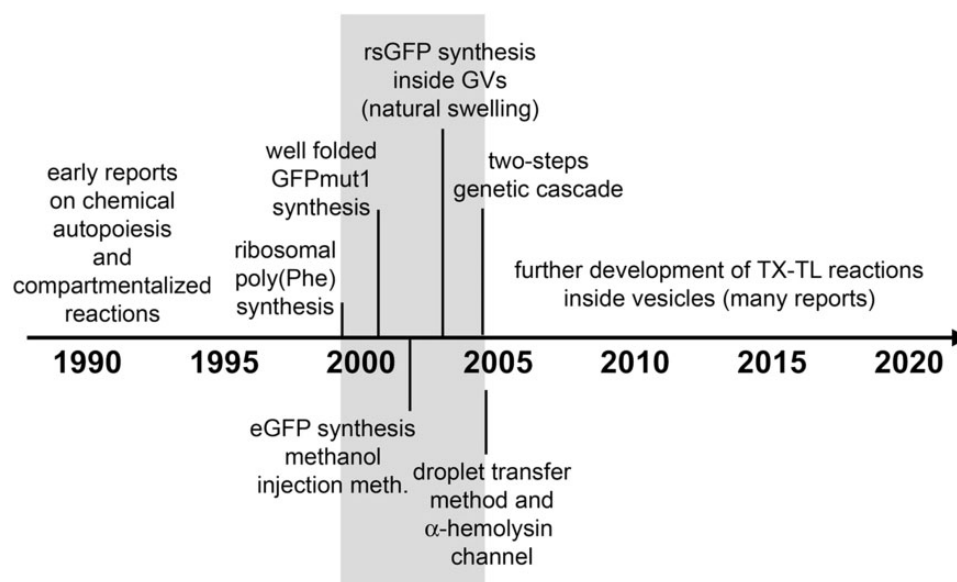 rsGFP synthesis
inside GVs
(natural swelling)
well folded
GFPmut1
synthesis
two-steps
genetic cascade
early reports
on chemical
autopoiesis
and
compartmentalized
reactions
ribosomal
poly(Phe)
synthesis
further development of TX-TL reactions
inside vesicles (many reports)
1990 1995 2000 2005 2010 2015 2020
eGFP synthesis
methanol
injection meth.
droplet transfer
method and
α-hemolysin
channel